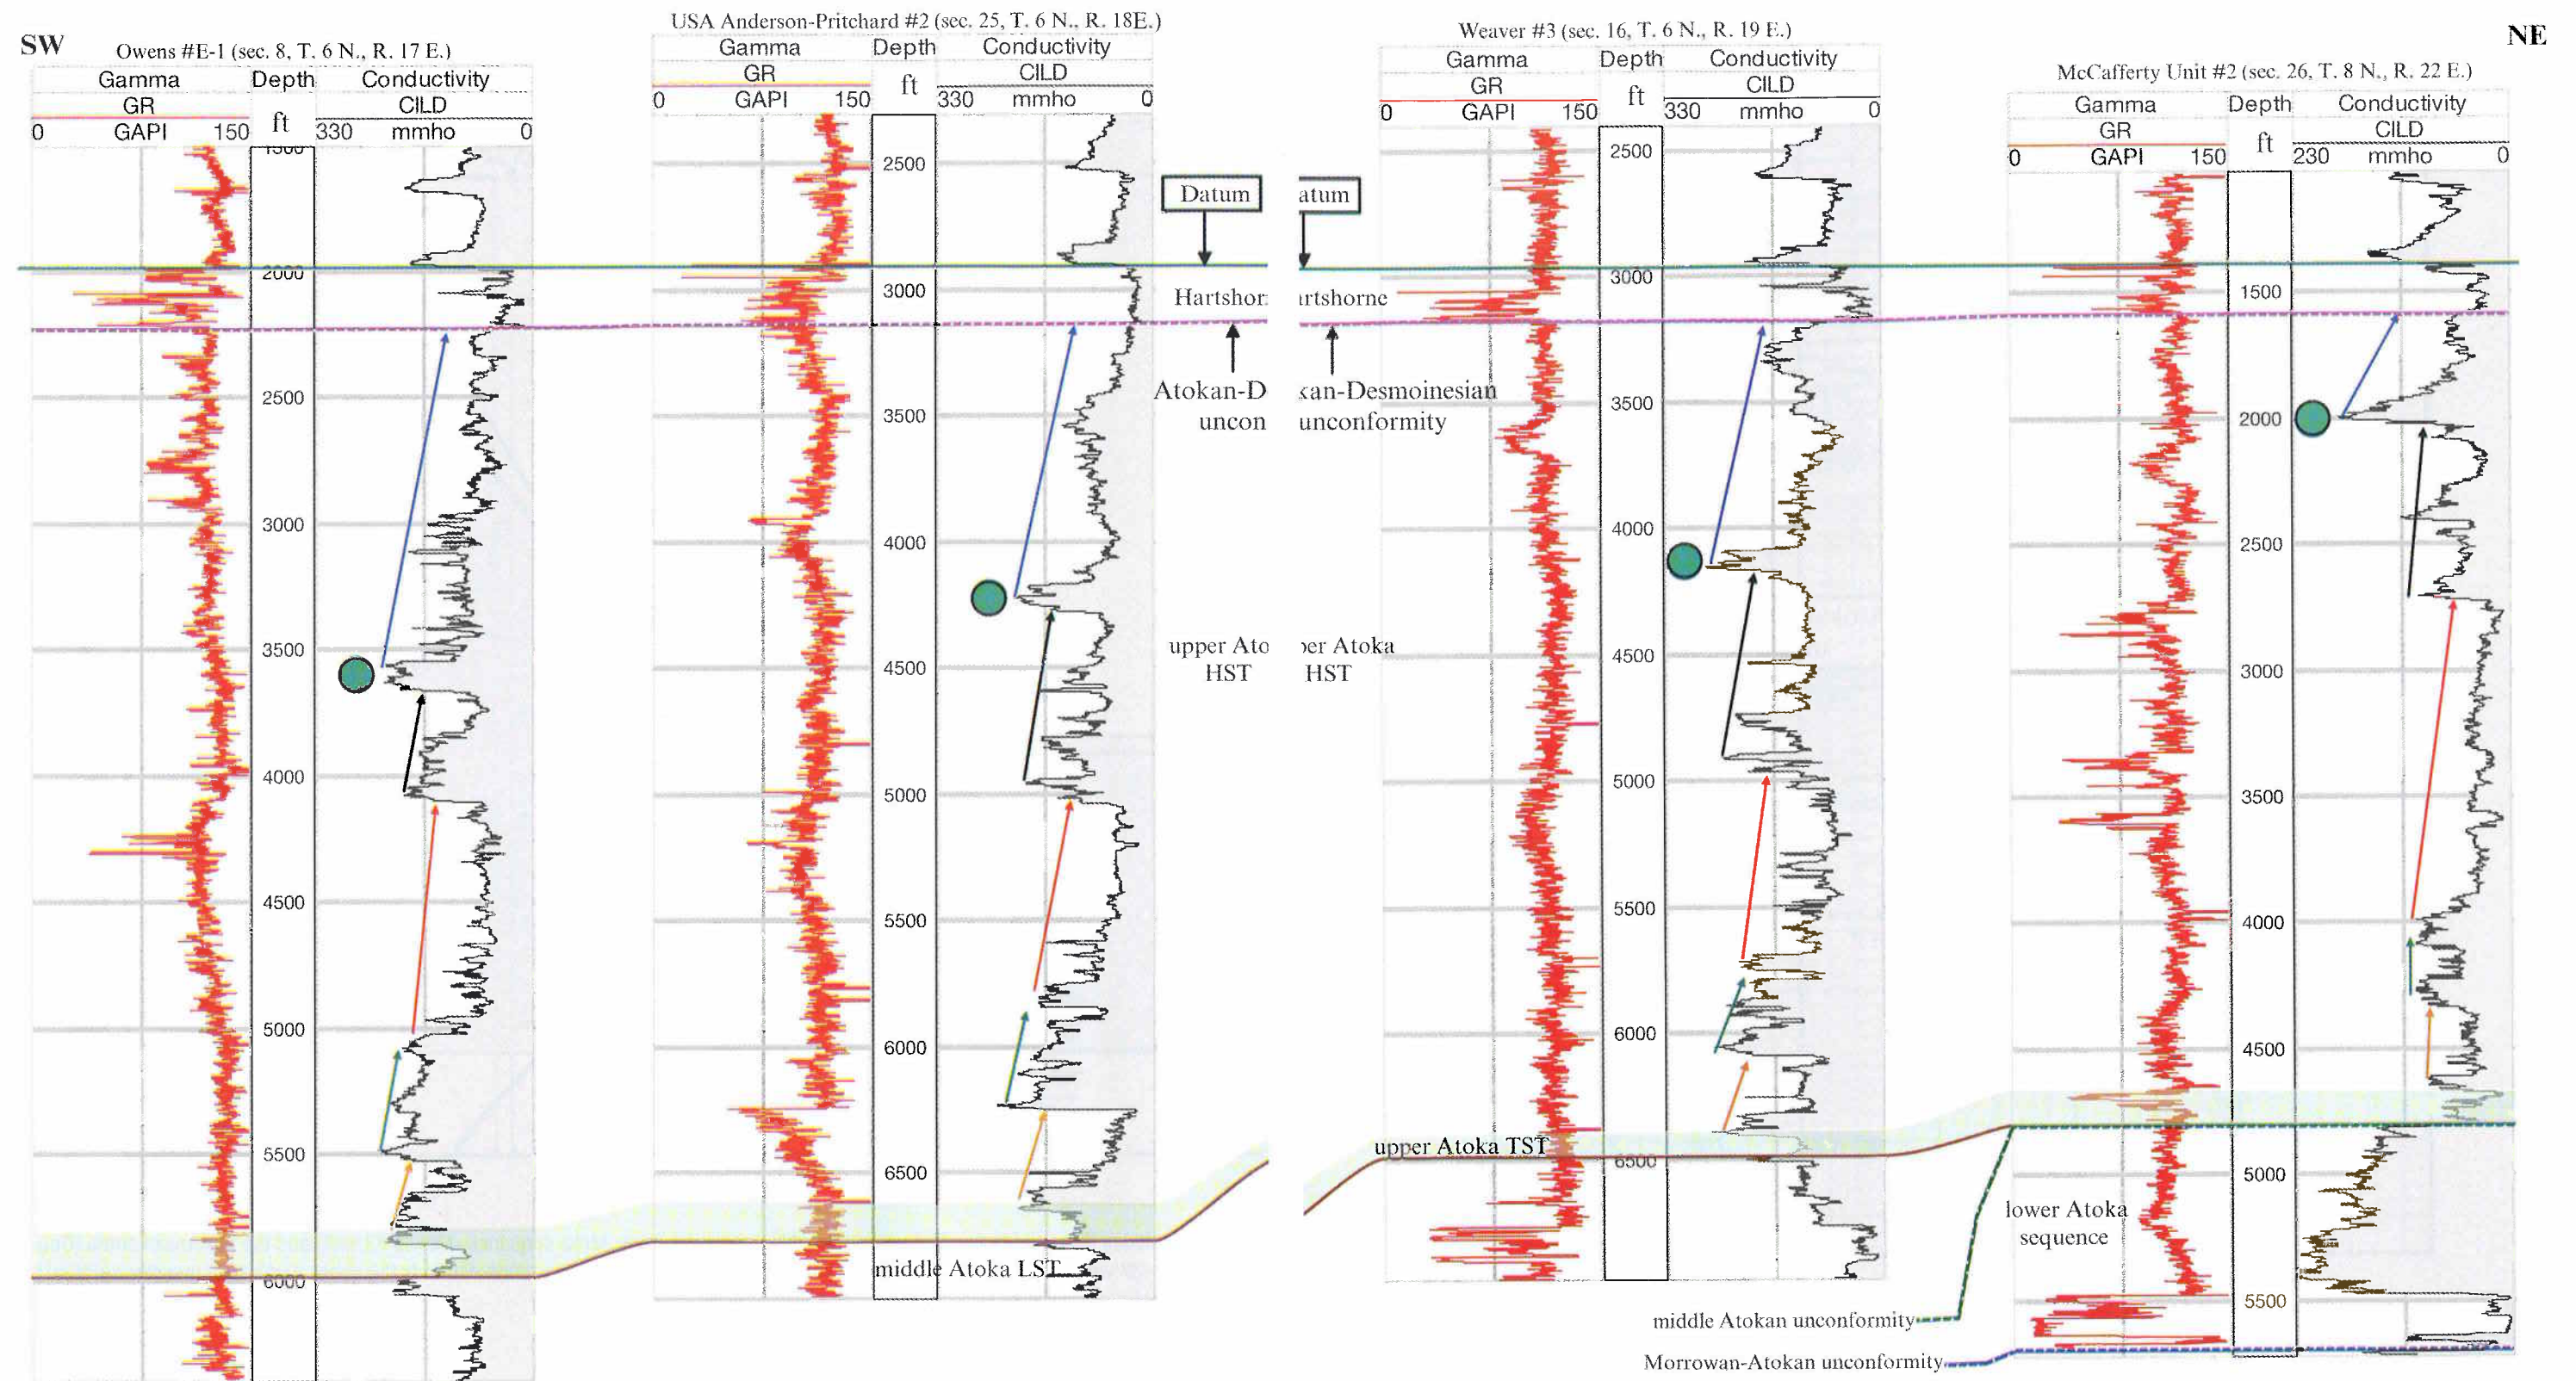 SW
NE
Owens #E-1 (sec. 8, T. 6 N., R. 17 E.)
Gamma Depth Conductivity
GR ft CILD
0 GAPI 150 330 mmho 0
1500
2000
2500
3000
3500
4000
4500
5000
5500
6000
USA Anderson-Pritchard #2 (sec. 25, T. 6 N., R. 18E.)
Gamma Depth Conductivity
GR ft CILD
0 GAPI 150 330 mmho 0
2500
3000
3500
4000
4500
5000
5500
6000
6500
middle Atoka LST
Datum
Hartshor
Atokan-D
uncon
upper Ato
HST
atum
rtshorne
kan-Desmoinesian
unconformity
er Atoka
HST
Weaver #3 (sec. 16, T. 6 N., R. 19 E.)
Gamma Depth Conductivity
GR ft CILD
0 GAPI 150 330 mmho 0
2500
3000
3500
4000
4500
5000
5500
6000
6500
upper Atoka TST
McCafferty Unit #2 (sec. 26, T. 8 N., R. 22 E.)
Gamma Depth Conductivity
GR ft CILD
0 GAPI 150 230 mmho 0
1500
2000
2500
3000
3500
4000
4500
5000
5500
lower Atoka
sequence
middle Atokan unconformity
Morrowan-Atokan unconformity